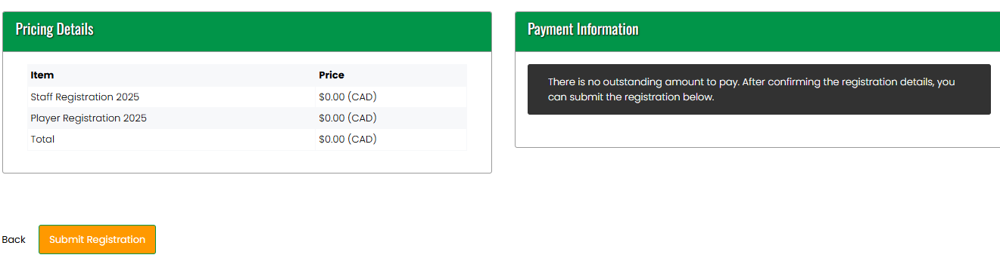 Pricing Details
Item Price
Staff Registration 2025 $0.00 (CAD)
Player Registration 2025 $0.00 (CAD)
Total $0.00 (CAD)
Payment Information
There is no outstanding amount to pay. After confirming the registration details, you
can submit the registration below.
Back Submit Registration